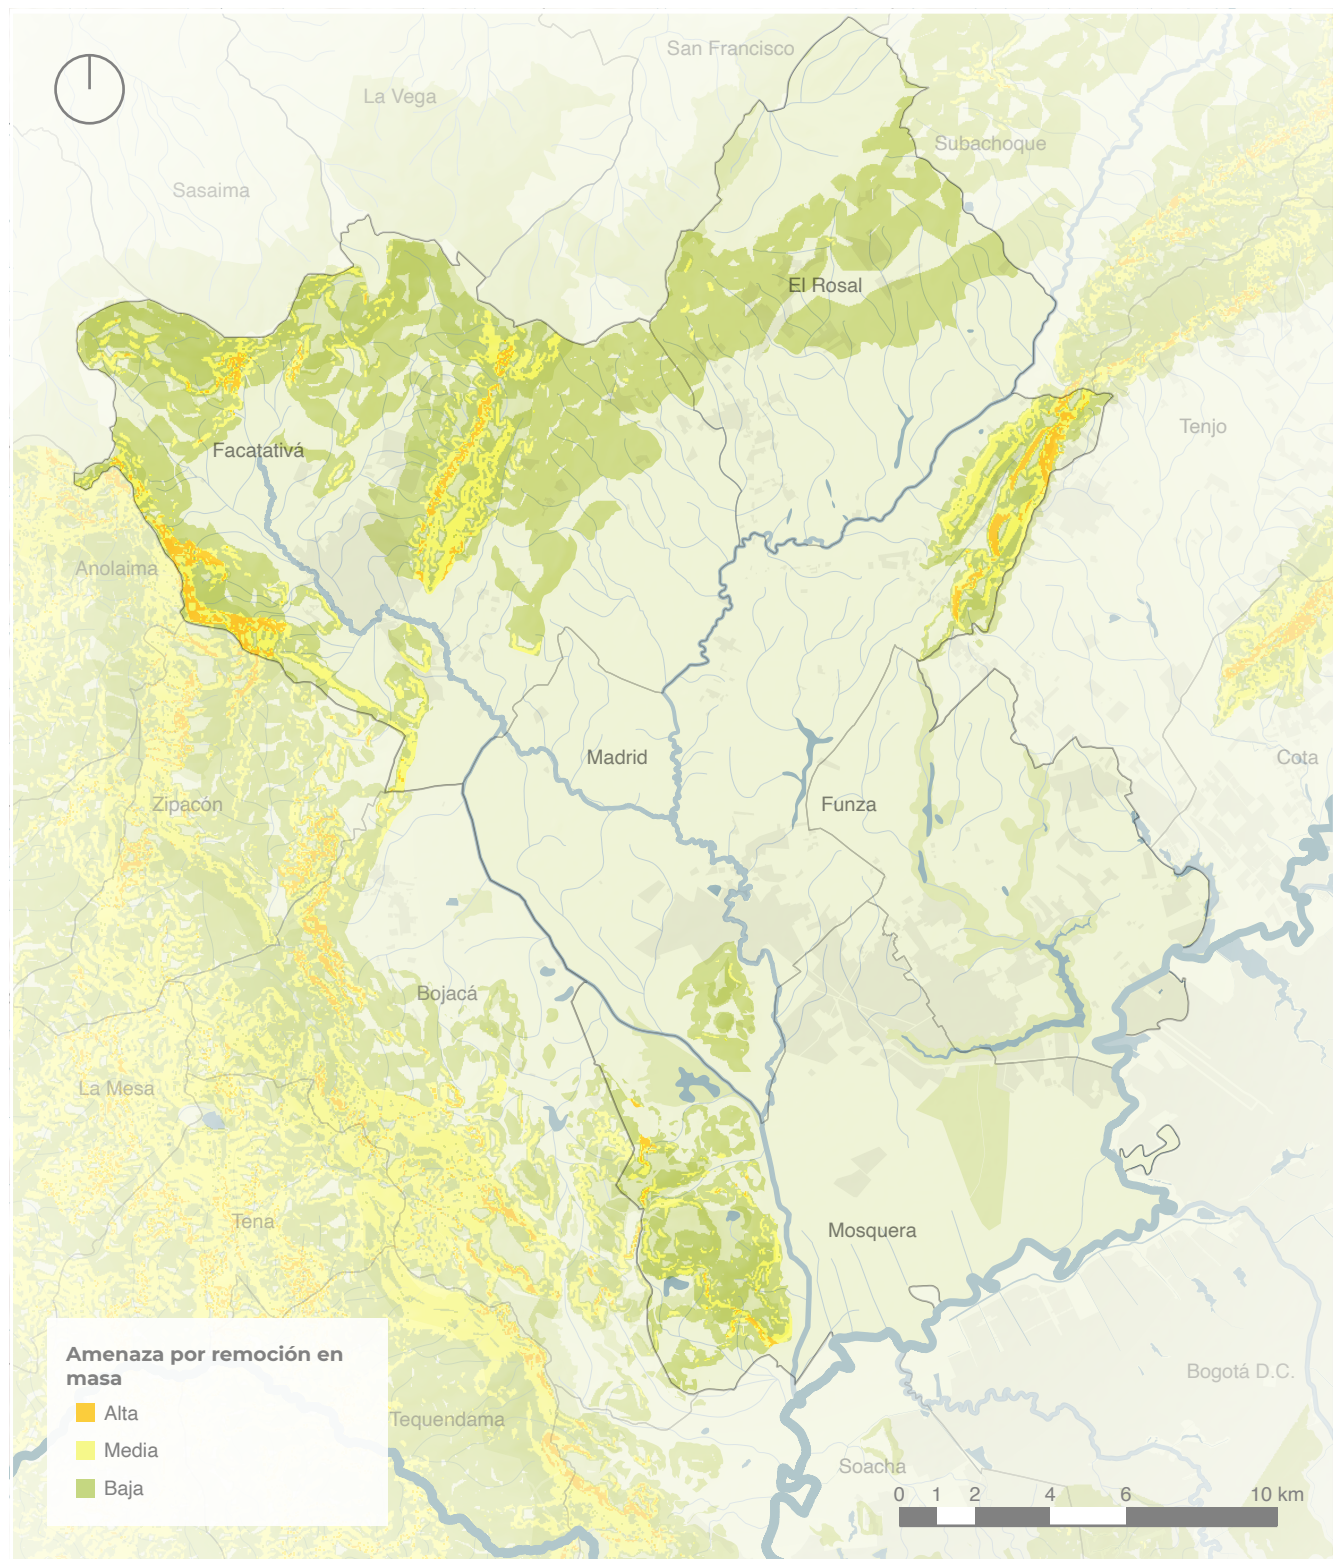 San Francisco
La Vega
Subachoque
Sasaima
El Rosal
Tenjo
Facatativá
Anolaima
Madrid
Cota
Zipacón
Funza
Bojacá
La Mesa
Tena
Mosquera
Amenaza por remoción en
masa
Alta
Media
Baja
Bogotá D.C.
Tequendama
Soacha
0 1 2 4 6 10 km